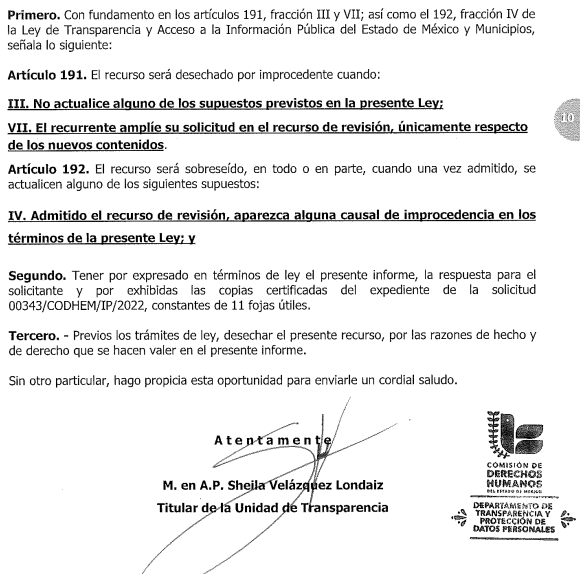 Primero. Con fundamento en los artículos 191, fracción III y VII; así como el 192, fracción IV de
la Ley de Transparencia y Acceso a la Información Pública del Estado de México y Municipios,
señala lo siguiente:
Artículo 191. El recurso será desechado por improcedente cuando:
III. No actualice alguno de los supuestos previstos en la presente Ley;
VII. El recurrente amplíe su solicitud en el recurso de revisión, únicamente respecto
de los nuevos contenidos.
10
Artículo 192. El recurso será sobreseído, en todo o en parte, cuando una vez admitido, se
actualicen alguno de los siguientes supuestos:
IV. Admitido el recurso de revisión, aparezca alguna causal de improcedencia en los
términos de la presente Ley; y
Segundo. Tener por expresado en términos de ley el presente informe, la respuesta para el
solicitante y por exhibidas las copias certificadas del expediente de la solicitud
00343/CODHEM/IP/2022, constantes de 11 fojas útiles.
Tercero. - Previos los trámites de ley, desechar el presente recurso, por las razones de hecho y
de derecho que se hacen valer en el presente informe.
Sin otro particular, hago propicia esta oportunidad para enviarle un cordial saludo.
Atentamente
M. en A.P. Sheila Velázquez Londaiz
Titular de la Unidad de Transparencia
COMISIÓN DE
DERECHOS
HUMANOS
DEL ESTADO DE MÉXICO
DEPARTAMENTO DE
TRANSPARENCIA Y
PROTECCIÓN DE
DATOS PERSONALES